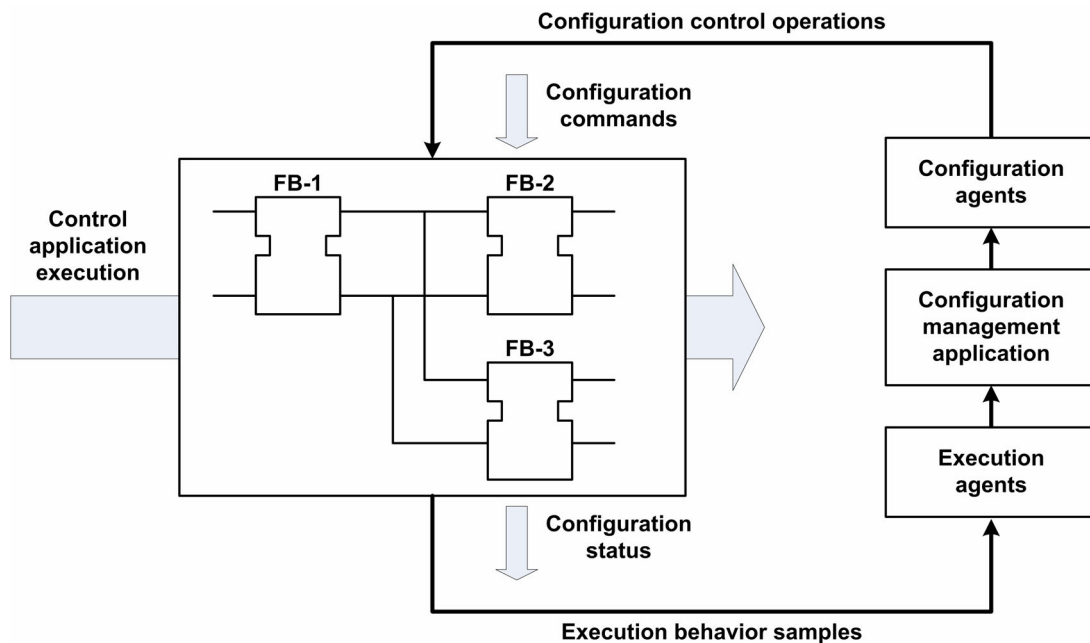 Configuration control operations
Configuration
commands
FB-1
FB-2
Control
application
execution
FB-3
Configuration
agents
Configuration
management
application
Execution
agents
Configuration
status
Execution behavior samples